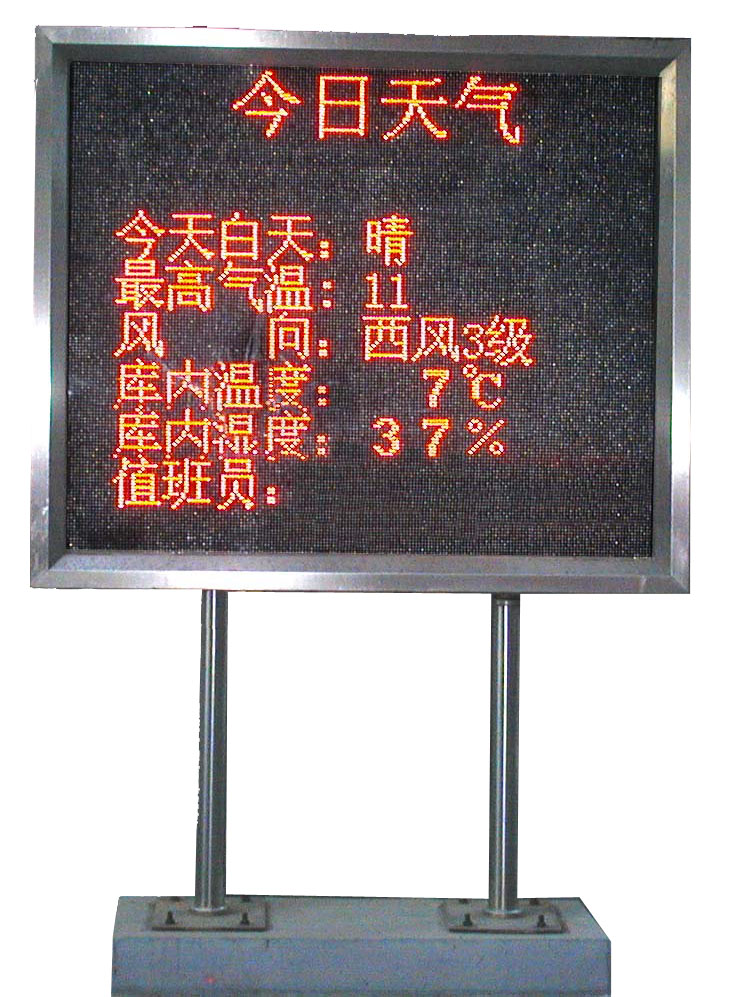 今日天气
今天白天: 晴
最高气温: 11
风 向: 西风3级
库内温度: 7℃
库内湿度: 37%
值班员: